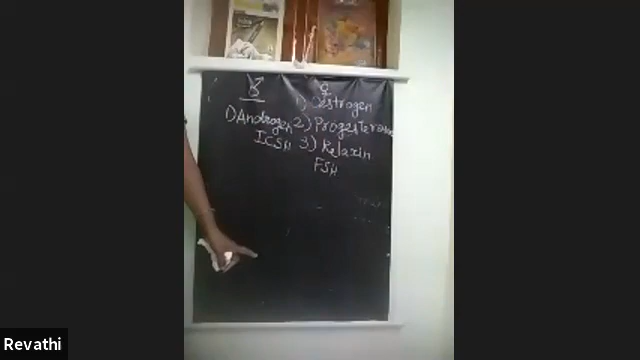 ♂ ♀
1) Oestrogen
1) Androgen 2) Progesterone
ICSH 3) Relaxin
FSH
Revathi